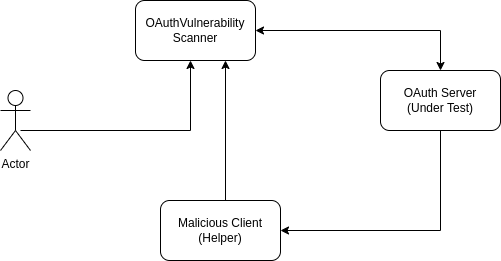 OAuthVulnerability
Scanner
OAuth Server
(Under Test)
Actor
Malicious Client
(Helper)